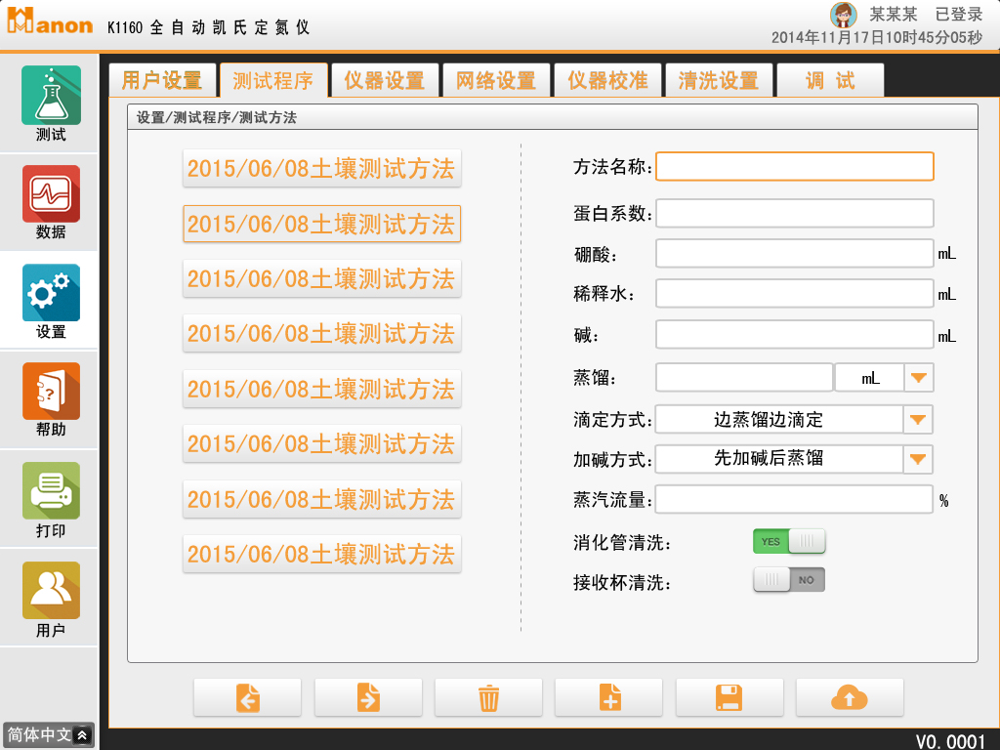 Hanon K1160 全自动凯氏定氮仪
某某某 已登录
2014年11月17日10时45分05秒
测试
数据
设置
帮助
打印
用户
简体中文
用户设置 测试程序 仪器设置 网络设置 仪器校准 清洗设置 调 试
设置/测试程序/测试方法
2015/06/08土壤测试方法
2015/06/08土壤测试方法
2015/06/08土壤测试方法
2015/06/08土壤测试方法
2015/06/08土壤测试方法
2015/06/08土壤测试方法
2015/06/08土壤测试方法
2015/06/08土壤测试方法
方法名称:
蛋白系数:
硼酸: mL
稀释水: mL
碱: mL
蒸馏: mL
滴定方式: 边蒸馏边滴定
加碱方式: 先加碱后蒸馏
蒸汽流量: %
消化管清洗: YES
接收杯清洗: NO
V0.0001